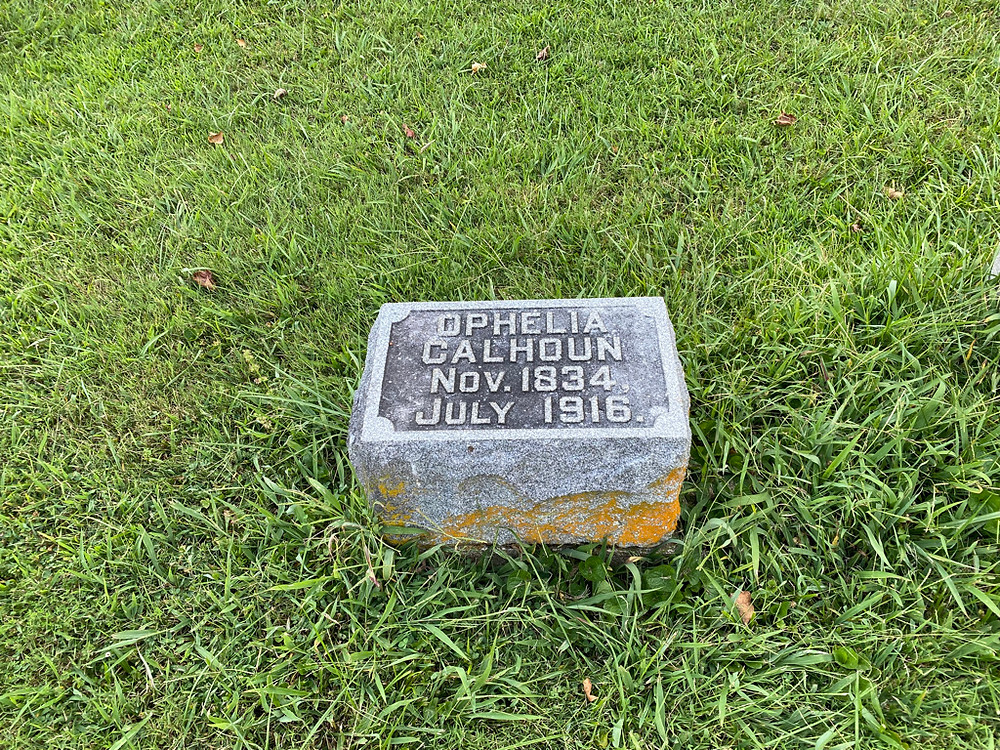 OPHELIA
CALHOUN
NOV. 1834.
JULY 1916.